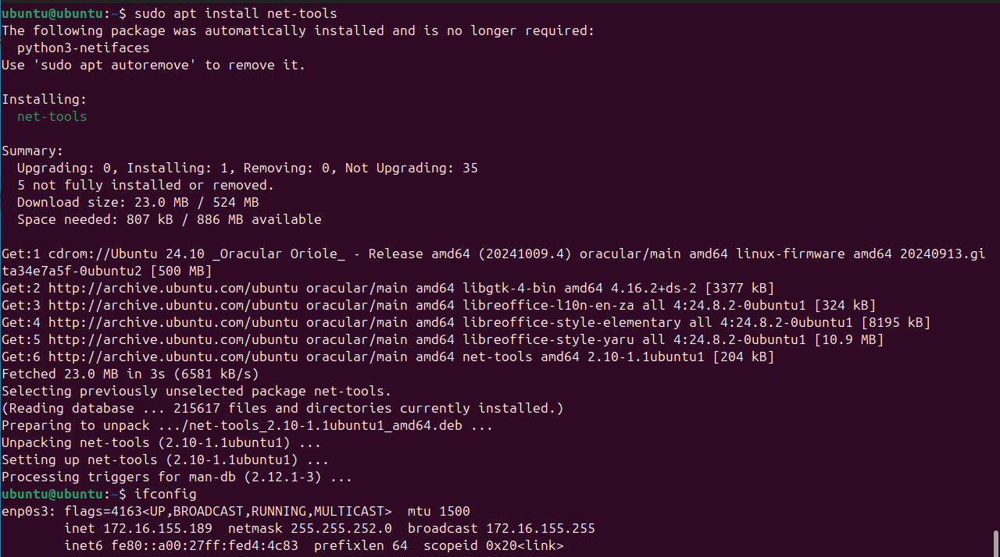 ubuntu@ubuntu:~$ sudo apt install net-tools
The following package was automatically installed and is no longer required:
  python3-netifaces
Use 'sudo apt autoremove' to remove it.

Installing:
  net-tools

Summary:
  Upgrading: 0, Installing: 1, Removing: 0, Not Upgrading: 35
  5 not fully installed or removed.
  Download size: 23.0 MB / 524 MB
  Space needed: 807 kB / 886 MB available

Get:1 cdrom://Ubuntu 24.10 _Oracular Oriole_ - Release amd64 (20241009.4) oracular/main amd64 linux-firmware amd64 20240913.gi
ta34e7a5f-0ubuntu2 [500 MB]
Get:2 http://archive.ubuntu.com/ubuntu oracular/main amd64 libgtk-4-bin amd64 4.16.2+ds-2 [3377 kB]
Get:3 http://archive.ubuntu.com/ubuntu oracular/main amd64 libreoffice-l10n-en-za all 4:24.8.2-0ubuntu1 [324 kB]
Get:4 http://archive.ubuntu.com/ubuntu oracular/main amd64 libreoffice-style-elementary all 4:24.8.2-0ubuntu1 [8195 kB]
Get:5 http://archive.ubuntu.com/ubuntu oracular/main amd64 libreoffice-style-yaru all 4:24.8.2-0ubuntu1 [10.9 MB]
Get:6 http://archive.ubuntu.com/ubuntu oracular/main amd64 net-tools amd64 2.10-1.1ubuntu1 [204 kB]
Fetched 23.0 MB in 3s (6581 kB/s)
Selecting previously unselected package net-tools.
(Reading database ... 215617 files and directories currently installed.)
Preparing to unpack .../net-tools_2.10-1.1ubuntu1_amd64.deb ...
Unpacking net-tools (2.10-1.1ubuntu1) ...
Setting up net-tools (2.10-1.1ubuntu1) ...
Processing triggers for man-db (2.12.1-3) ...
ubuntu@ubuntu:~$ ifconfig
enp0s3: flags=4163<UP,BROADCAST,RUNNING,MULTICAST>  mtu 1500
        inet 172.16.155.189  netmask 255.255.252.0  broadcast 172.16.155.255
        inet6 fe80::a00:27ff:fed4:4c83  prefixlen 64  scopeid 0x20<link>